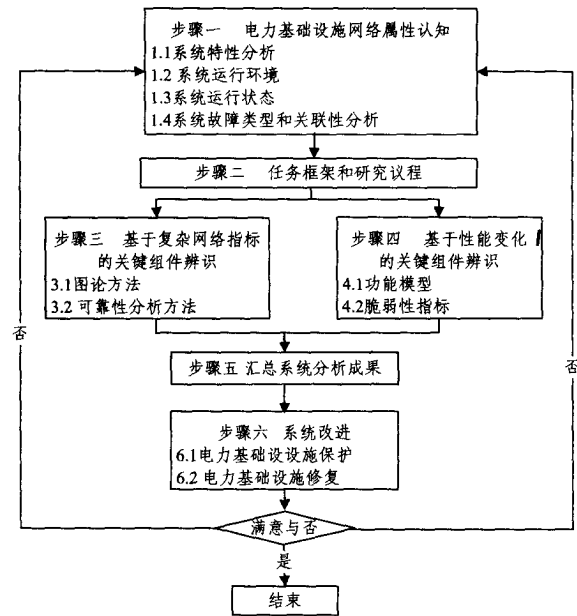 步骤一 电力基础设施网络属性认知
1.1系统特性分析
1.2 系统运行环境
1.3系统运行状态
1.4系统故障类型和关联性分析
步骤二 任务框架和研究议程
步骤三 基于复杂网络指标
的关键组件辨识
3.1图论方法
3.2 可靠性分析方法
步骤四 基于性能变化
的关键组件辨识
4.1功能模型
4.2脆弱性指标
否
否
步骤五 汇总系统分析成果
步骤六 系统改进
6.1电力基础设设施保护
6.2 电力基础设施修复
满意与否
是
结束